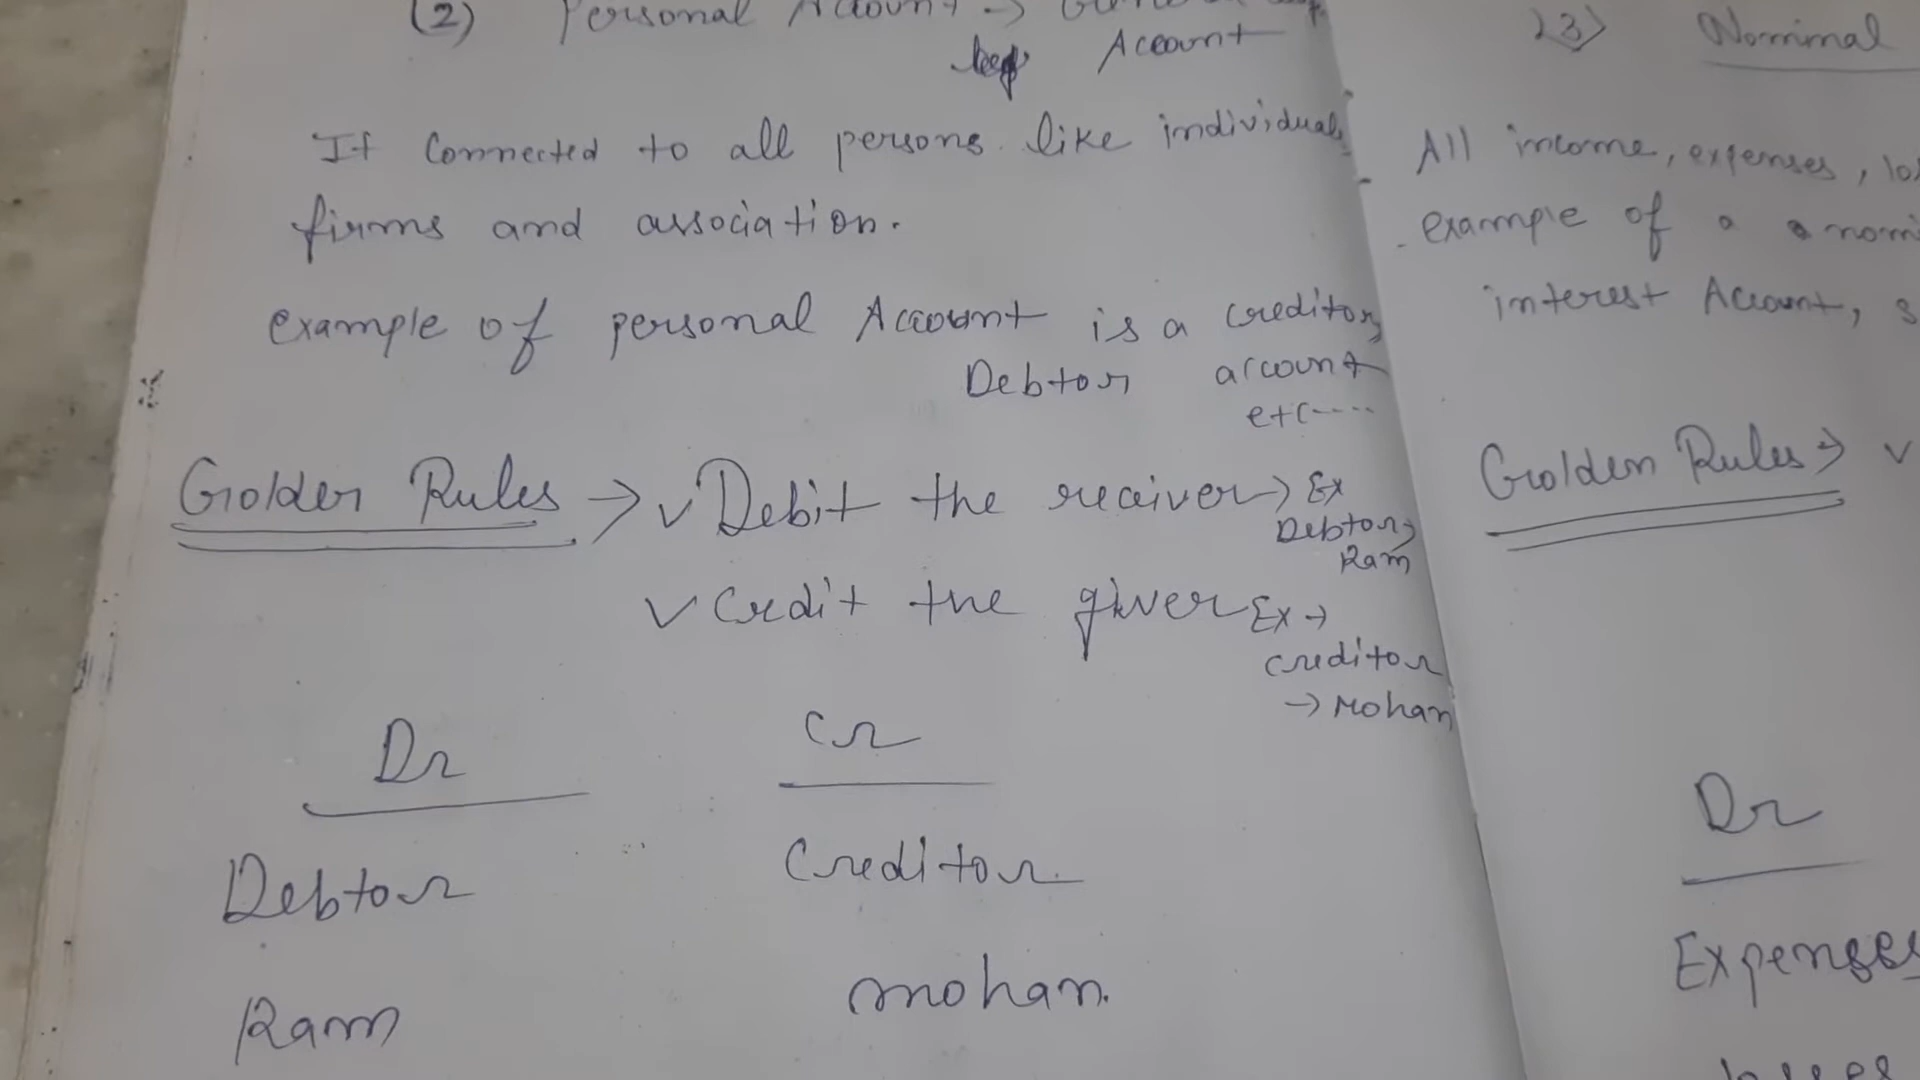 (2) Personal Account →
Account
It Connected to all persons like individuals
firms and association.
example of personal Account is a creditor,
Debtor account
etc----
Golden Rules → ✓ Debit the receiver → Ex
Debtor,
Ram
✓ Credit the giver Ex →
creditor
→ Mohan
Dr Cr
Debtor Creditor
Ram mohan.
(3) Nominal
All income, expenses,
example of a
interest Account,
Golden Rules → ✓
Dr
Expenses
losses